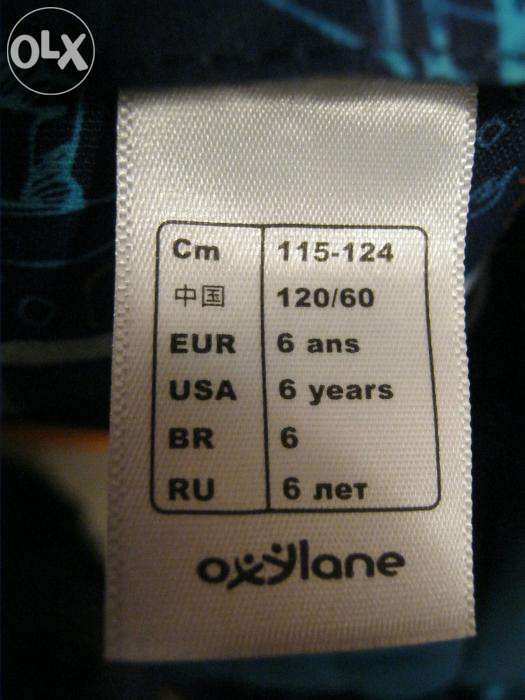 OLX
Cm 115-124
中国 120/60
EUR 6 ans
USA 6 years
BR 6
RU 6 лет
oxylane